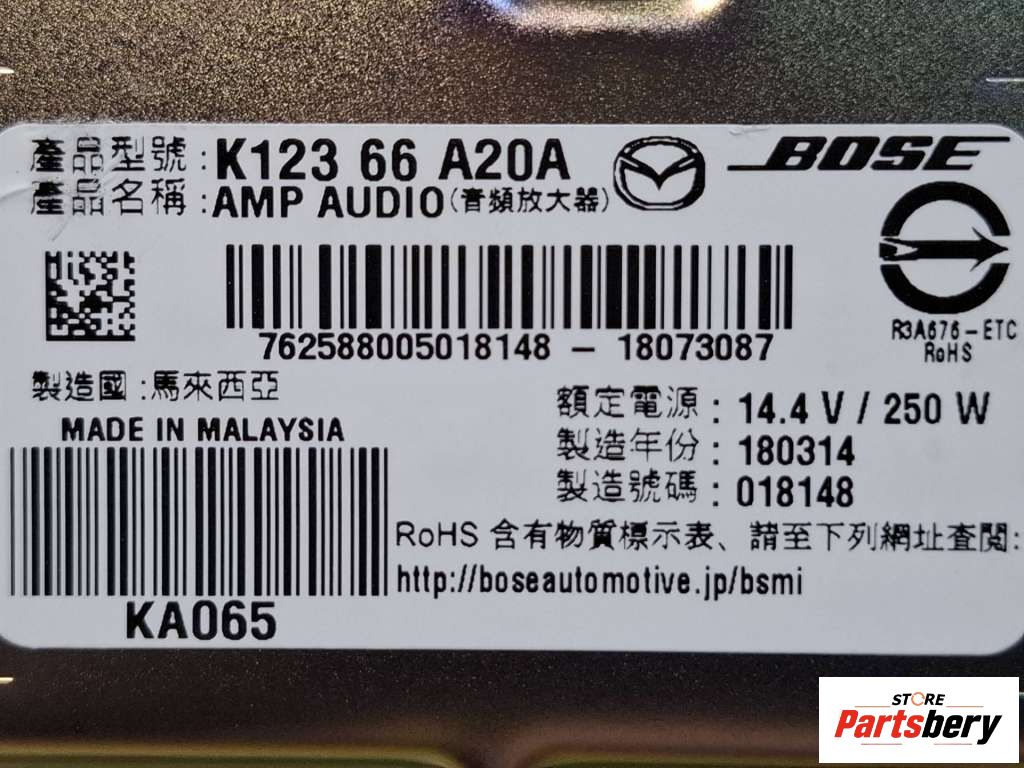 產品型號 : K123 66 A20A
BOSE
產品名稱 : AMP AUDIO (音頻放大器)
762588005018148 - 18073087
R3A676-ETC
RoHS
製造國 : 馬來西亞
MADE IN MALAYSIA
額定電源 : 14.4 V / 250 W
製造年份 : 180314
製造號碼 : 018148
RoHS 含有物質標示表、請至下列網址查閱:
http://boseautomotive.jp/bsmi
KA065
STORE
Partsbery